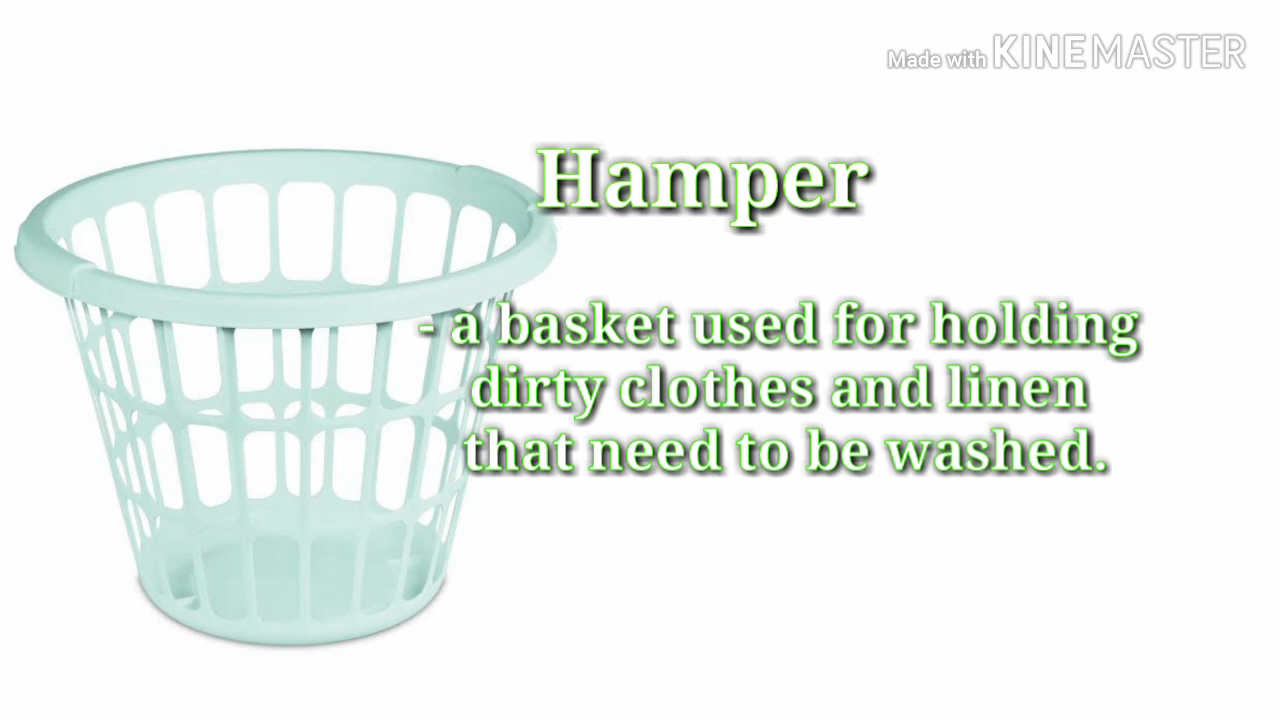 Made with KINEMASTER
Hamper
- a basket used for holding
dirty clothes and linen
that need to be washed.